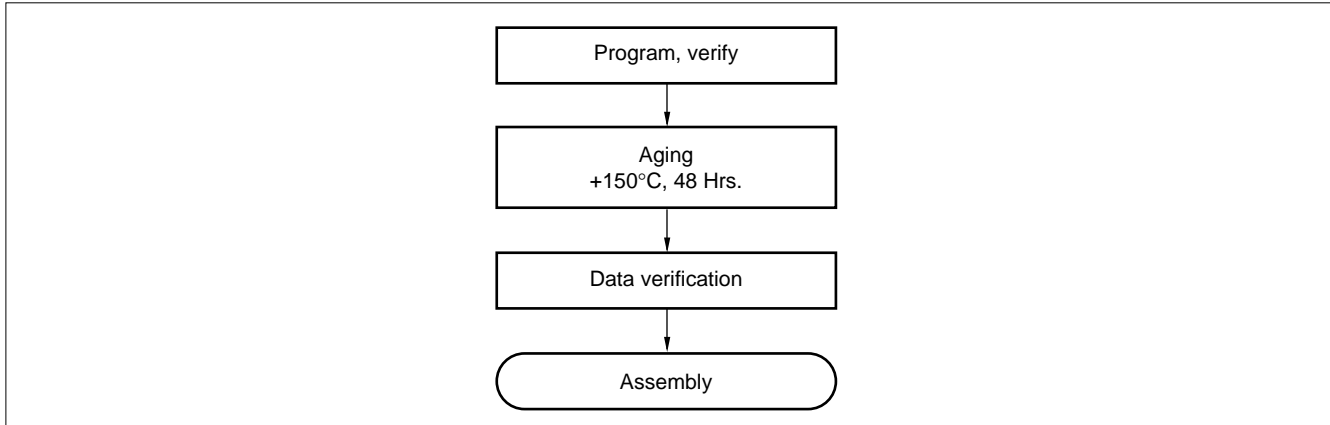 Program, verify
Aging
+150°C, 48 Hrs.
Data verification
Assembly